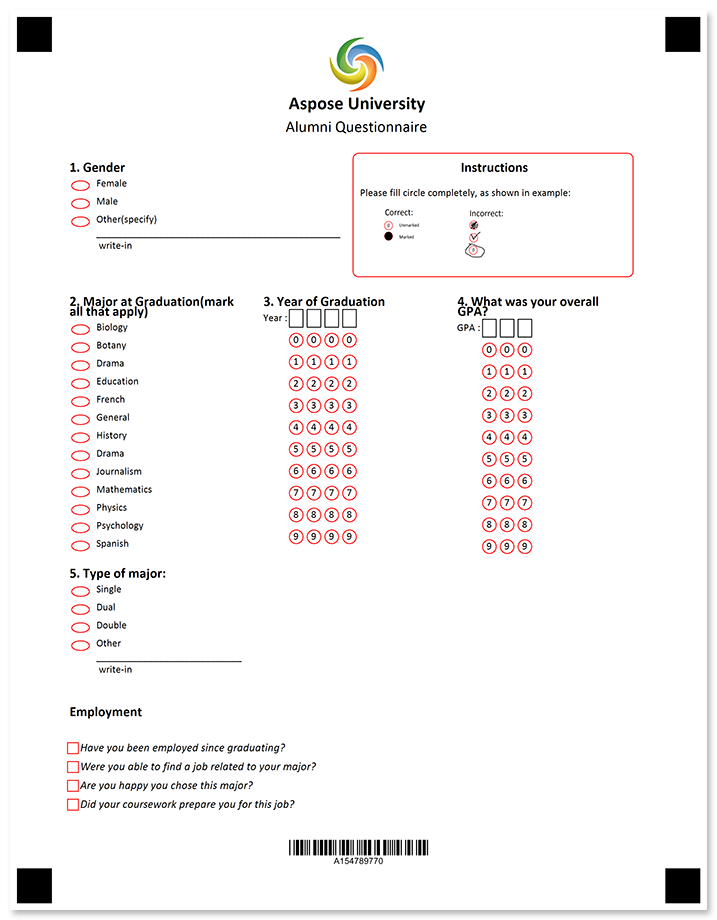 Aspose University
Alumni Questionnaire
1. Gender
Female
Male
Other(specify)
write-in
Instructions
Please fill circle completely, as shown in example:
Correct: Incorrect:
0 Unmarked
Marked
0
2. Major at Graduation(mark
all that apply)
Biology
Botany
Drama
Education
French
General
History
Drama
Journalism
Mathematics
Physics
Psychology
Spanish
3. Year of Graduation
Year :
0 0 0 0
1 1 1 1
2 2 2 2
3 3 3 3
4 4 4 4
5 5 5 5
6 6 6 6
7 7 7 7
8 8 8 8
9 9 9 9
4. What was your overall
GPA?
GPA :
0 0 0
1 1 1
2 2 2
3 3 3
4 4 4
5 5 5
6 6 6
7 7 7
8 8 8
9 9 9
5. Type of major:
Single
Dual
Double
Other
write-in
Employment
Have you been employed since graduating?
Were you able to find a job related to your major?
Are you happy you chose this major?
Did your coursework prepare you for this job?
A154789770